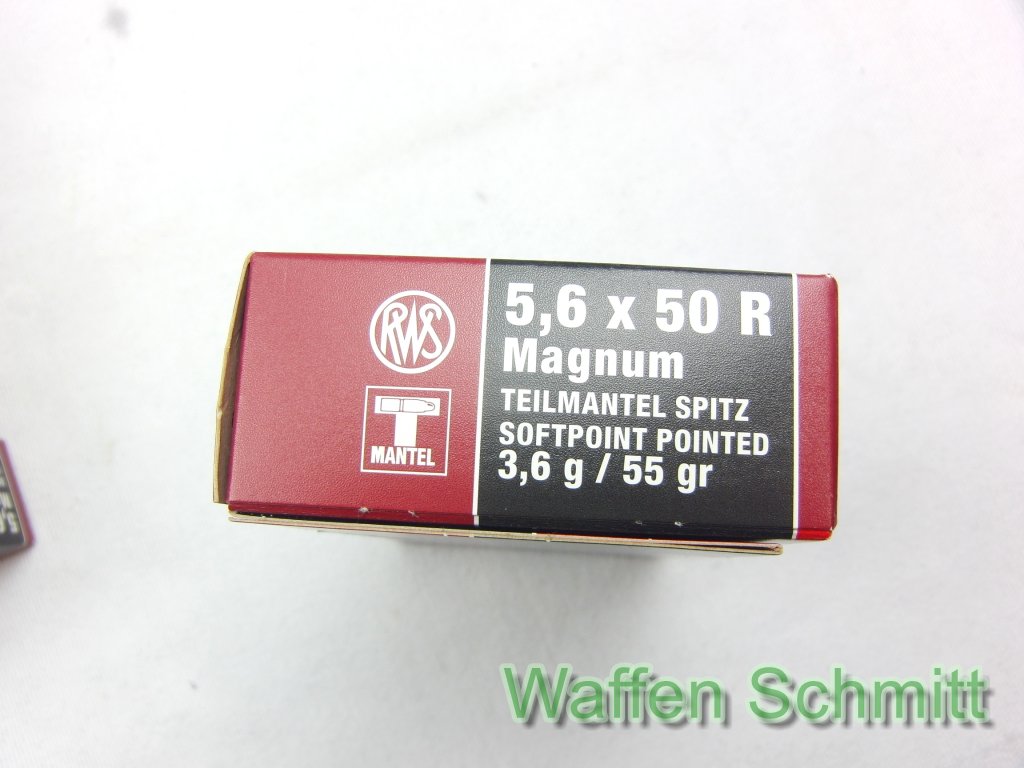 RWS
T
MANTEL
5,6 x 50 R
Magnum
TEILMANTEL SPITZ
SOFTPOINT POINTED
3,6 g / 55 gr
Waffen Schmitt